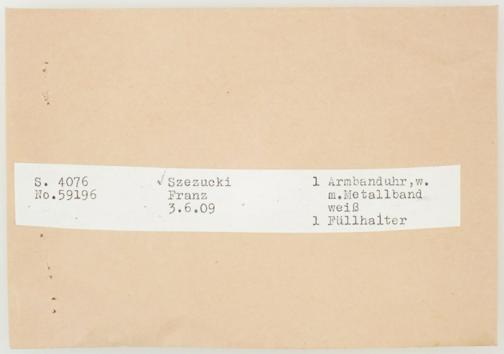 S. 4076 ✓Szezucki 1 Armbanduhr,w.
No.59196 Franz m.Metallband
3.6.09 weiß
1 Füllhalter